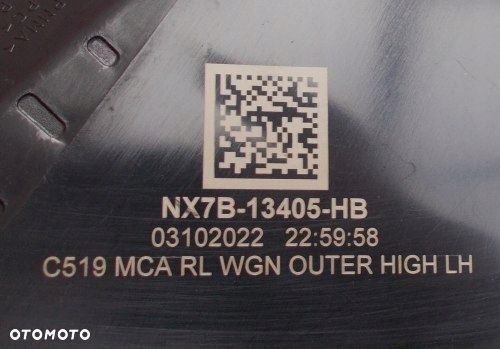 NX7B-13405-HB
03102022 22:59:58
C519 MCA RL WGN OUTER HIGH LH
OTOMOTO